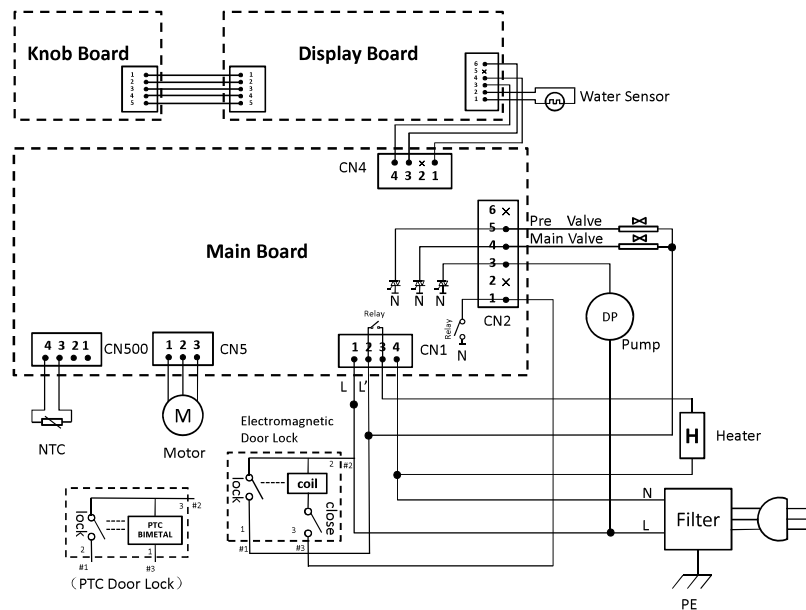 Knob Board
Display Board
1
2
3
4
5
1
2
3
4
5
6
5
4
3
2
1
Water Sensor
CN4
4 3 2 1
Main Board
6
5
4
3
2
1
CN2
Pre Valve
Main Valve
N N N
Relay
Relay
N
DP
Pump
4 3 2 1
CN500
1 2 3
CN5
1 2 3 4
CN1
L L'
NTC
M
Motor
Electromagnetic
Door Lock
2 #2
lock
coil
close
1
3
#1
#3
H
Heater
N
L
Filter
PE
3 #2
lock
PTC
BIMETAL
2
1
#1
#3
（PTC Door Lock）